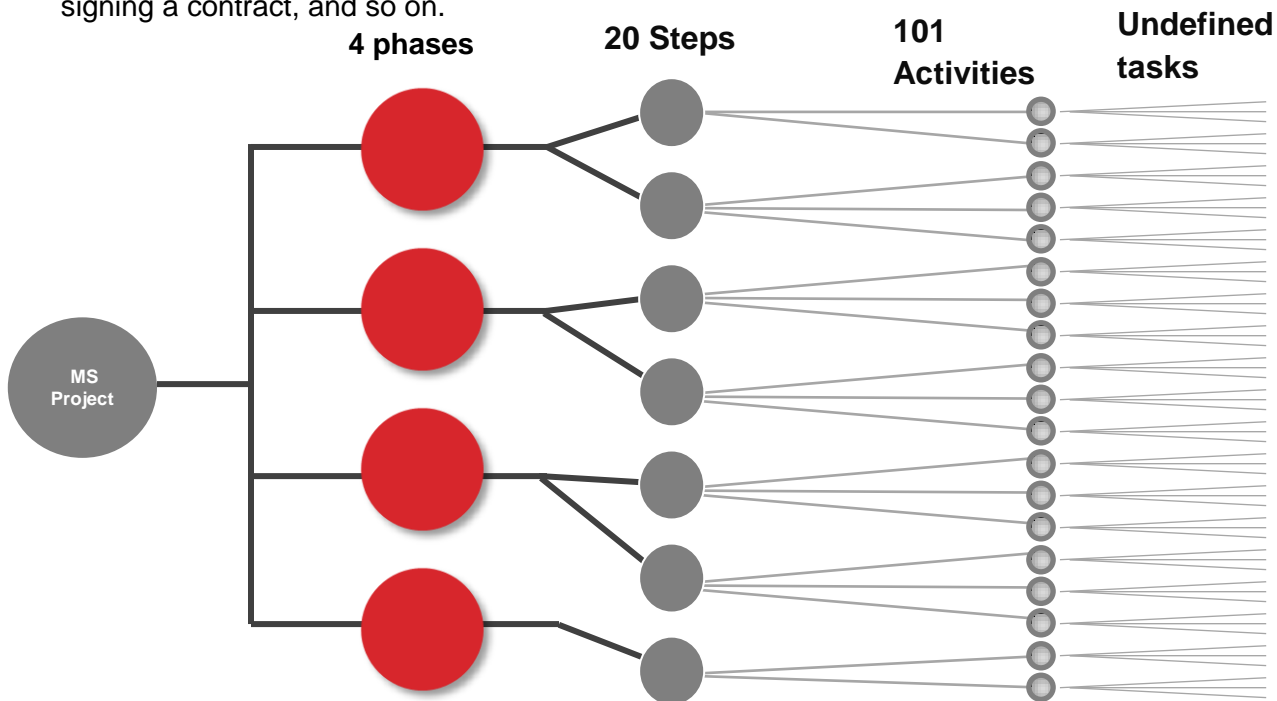 signing a contract, and so on.
4 phases
20 Steps
101
Activities
Undefined
tasks
MS
Project